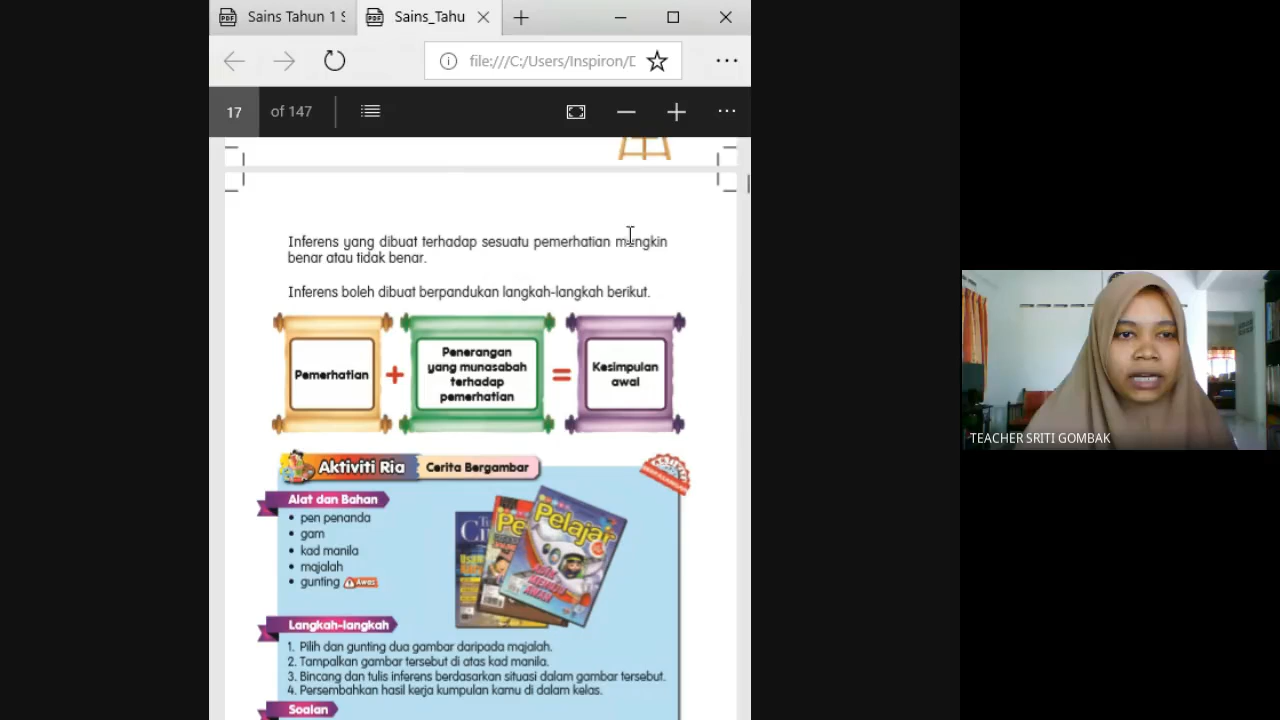 Sains Tahun 1 S
Sains_Tahu
file:///C:/Users/Inspiron/D
17 of 147
Inferens yang dibuat terhadap sesuatu pemerhatian mungkin
benar atau tidak benar.
Inferens boleh dibuat berpandukan langkah-langkah berikut.
Pemerhatian
+
Penerangan
yang munasabah
terhadap
pemerhatian
=
Kesimpulan
awal
Aktiviti Ria Cerita Bergambar
Alat dan Bahan
• pen penanda
• gam
• kad manila
• majalah
• gunting Awas
Pelajar
Langkah-langkah
1. Pilih dan gunting dua gambar daripada majalah.
2. Tampalkan gambar tersebut di atas kad manila.
3. Bincang dan tulis inferens berdasarkan situasi dalam gambar tersebut.
4. Persembahkan hasil kerja kumpulan kamu di dalam kelas.
Soalan
TEACHER SRITI GOMBAK